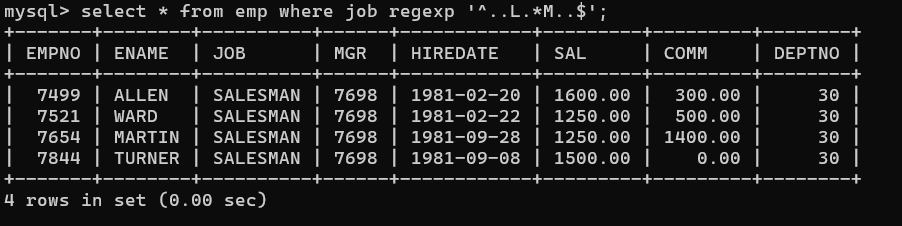 mysql> select * from emp where job regexp '^..L.*M..$';
+-------+--------+----------+------+------------+---------+---------+--------+
| EMPNO | ENAME  | JOB      | MGR  | HIREDATE   | SAL     | COMM    | DEPTNO |
+-------+--------+----------+------+------------+---------+---------+--------+
|  7499 | ALLEN  | SALESMAN | 7698 | 1981-02-20 | 1600.00 |  300.00 |     30 |
|  7521 | WARD   | SALESMAN | 7698 | 1981-02-22 | 1250.00 |  500.00 |     30 |
|  7654 | MARTIN | SALESMAN | 7698 | 1981-09-28 | 1250.00 | 1400.00 |     30 |
|  7844 | TURNER | SALESMAN | 7698 | 1981-09-08 | 1500.00 |    0.00 |     30 |
+-------+--------+----------+------+------------+---------+---------+--------+
4 rows in set (0.00 sec)